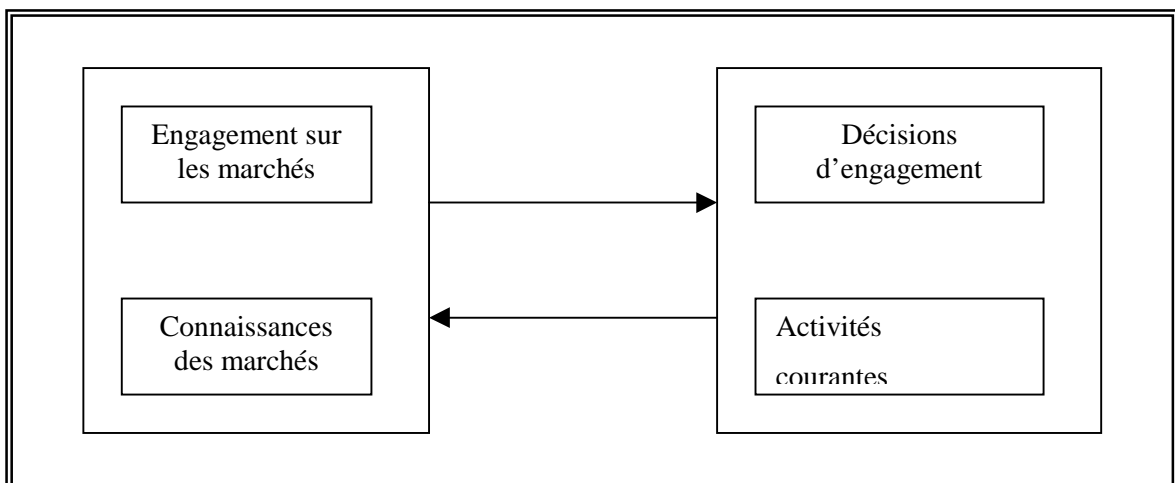 Engagement sur
les marchés
Décisions
d’engagement
Connaissances
des marchés
Activités
courantes